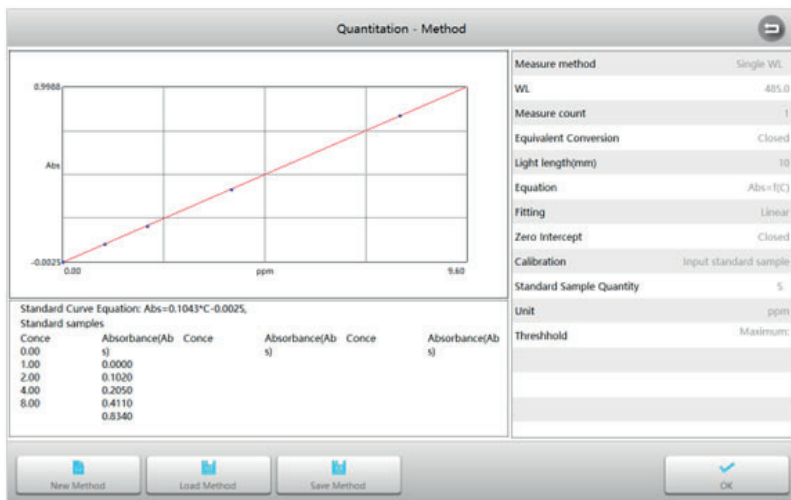 Quantitation - Method
0.9988
Abs
-0.0025
0.00
ppm
9.60
Standard Curve Equation: Abs=0.1043*C-0.0025,
Standard samples
Conce Absorbance(Ab Conce Absorbance(Ab Conce Absorbance(Ab
0.00 s) s) s)
1.00 0.0000
2.00 0.1020
4.00 0.2050
8.00 0.4110
0.8340
Measure method Single WL
WL 485.0
Measure count 1
Equivalent Conversion Closed
Light length(mm) 10
Equation Abs=f(C)
Fitting Linear
Zero Intercept Closed
Calibration Input standard sample
Standard Sample Quantity 5
Unit ppm
Threshhold Maximum:
New Method
Load Method
Save Method
OK